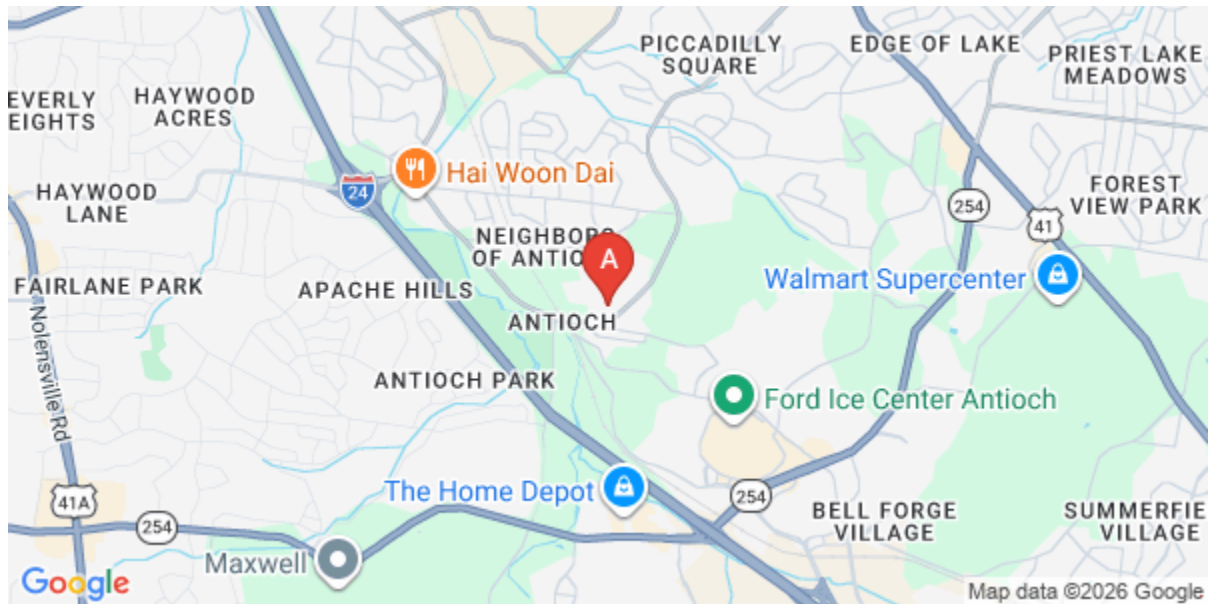 PICCADILLY
SQUARE
EDGE OF LAKE
PRIEST LAKE
MEADOWS
EVERLY
EIGHTS
HAYWOOD
ACRES
Hai Woon Dai
24
HAYWOOD
LANE
254
41
FOREST
VIEW PARK
NEIGHBORS
OF ANTIO
A
Walmart Supercenter
FAIRLANE PARK
APACHE HILLS
ANTIOCH
Nolensville Rd
ANTIOCH PARK
Ford Ice Center Antioch
The Home Depot
41A
254
254
BELL FORGE
VILLAGE
SUMMERFIE
VILLAGE
Maxwell
Google
Map data ©2026 Google